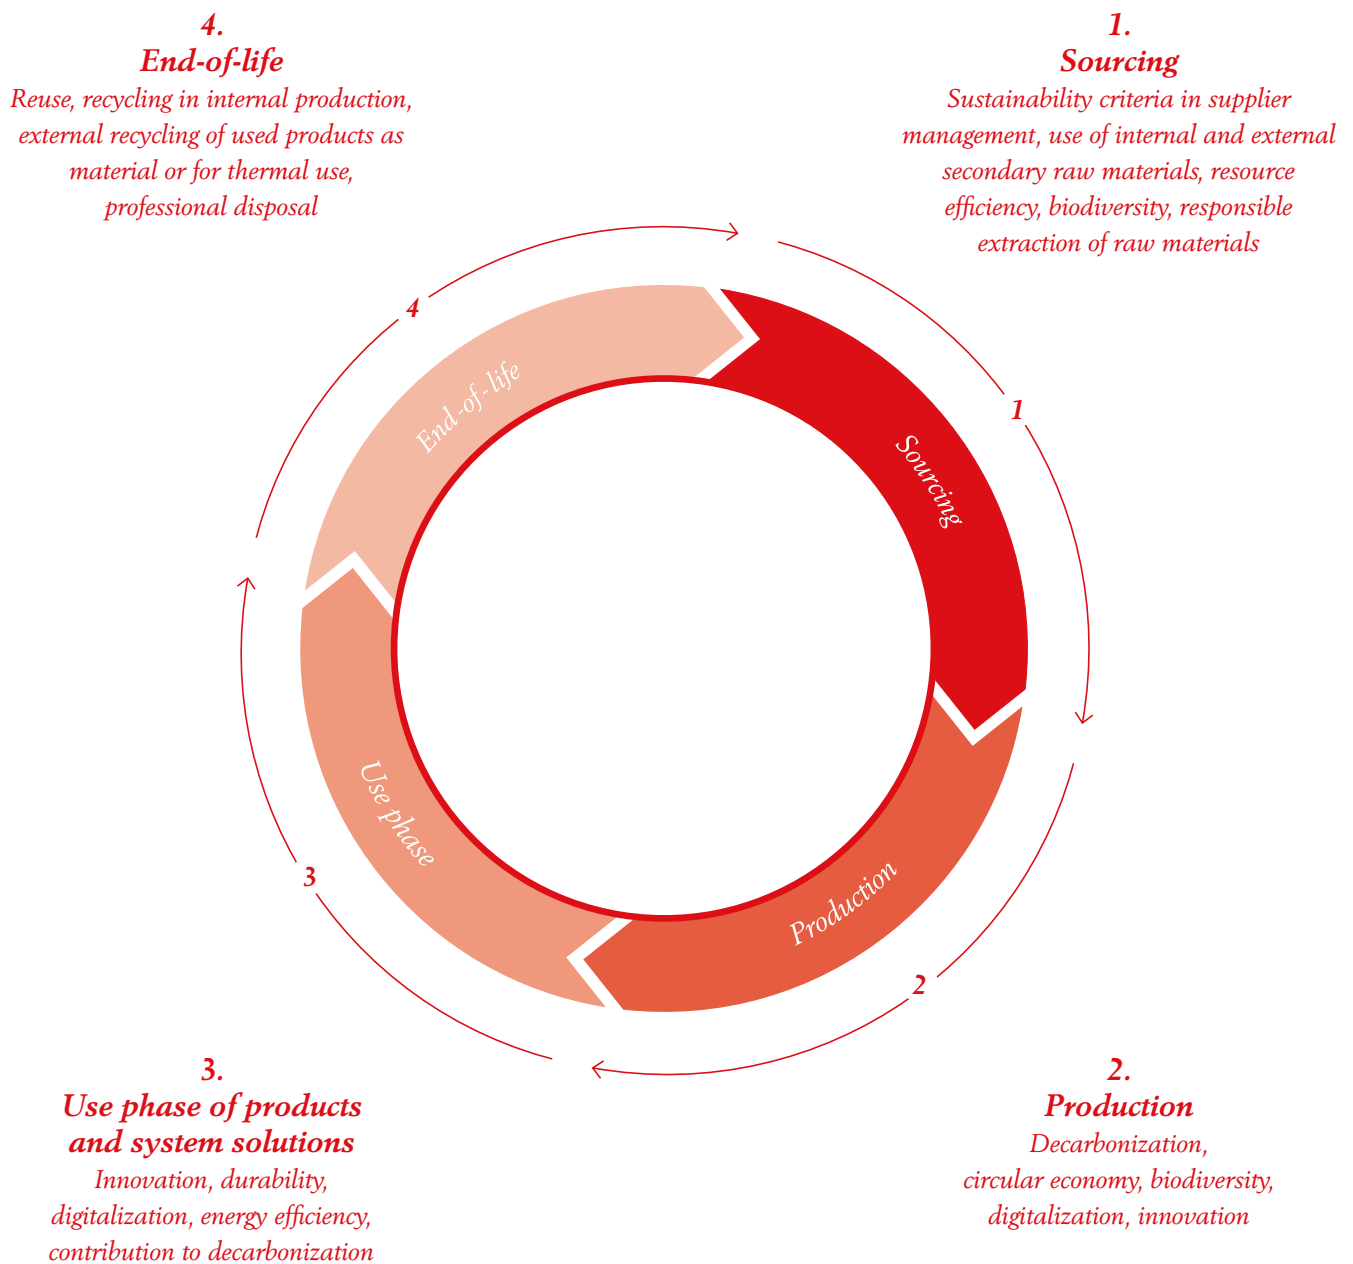 4.
End-of-life
Reuse, recycling in internal production,
external recycling of used products as
material or for thermal use,
professional disposal
1.
Sourcing
Sustainability criteria in supplier
management, use of internal and external
secondary raw materials, resource
efficiency, biodiversity, responsible
extraction of raw materials
4
End-of-life
1
Sourcing
Use phase
3
Production
2
3.
Use phase of products
and system solutions
Innovation, durability,
digitalization, energy efficiency,
contribution to decarbonization
2.
Production
Decarbonization,
circular economy, biodiversity,
digitalization, innovation